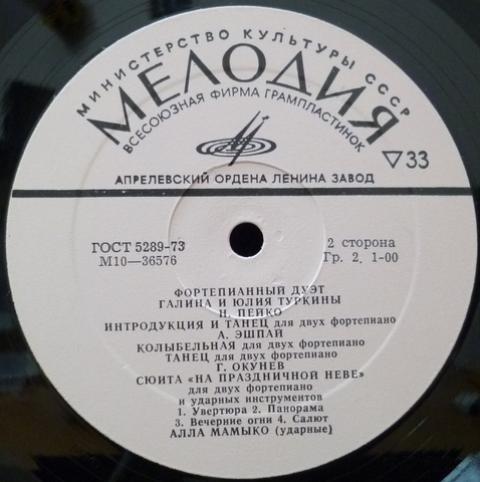 МИНИСТЕРСТВО КУЛЬТУРЫ СССР
МЕЛОДИЯ
ВСЕСОЮЗНАЯ ФИРМА ГРАМПЛАСТИНОК
▽33
АПРЕЛЕВСКИЙ ОРДЕНА ЛЕНИНА ЗАВОД
ГОСТ 5289-73
М10—36576
2 сторона
Гр. 2. 1-00
ФОРТЕПИАННЫЙ ДУЭТ
ГАЛИНА И ЮЛИЯ ТУРКИНЫ
Н. ПЕЙКО
ИНТРОДУКЦИЯ И ТАНЕЦ для двух фортепиано
А. ЭШПАЙ
КОЛЫБЕЛЬНАЯ для двух фортепиано
ТАНЕЦ для двух фортепиано
Г. ОКУНЕВ
СЮИТА «НА ПРАЗДНИЧНОЙ НЕВЕ»
для двух фортепиано
и ударных инструментов
1. Увертюра 2. Панорама
3. Вечерние огни 4. Салют
АЛЛА МАМЫКО (ударные)